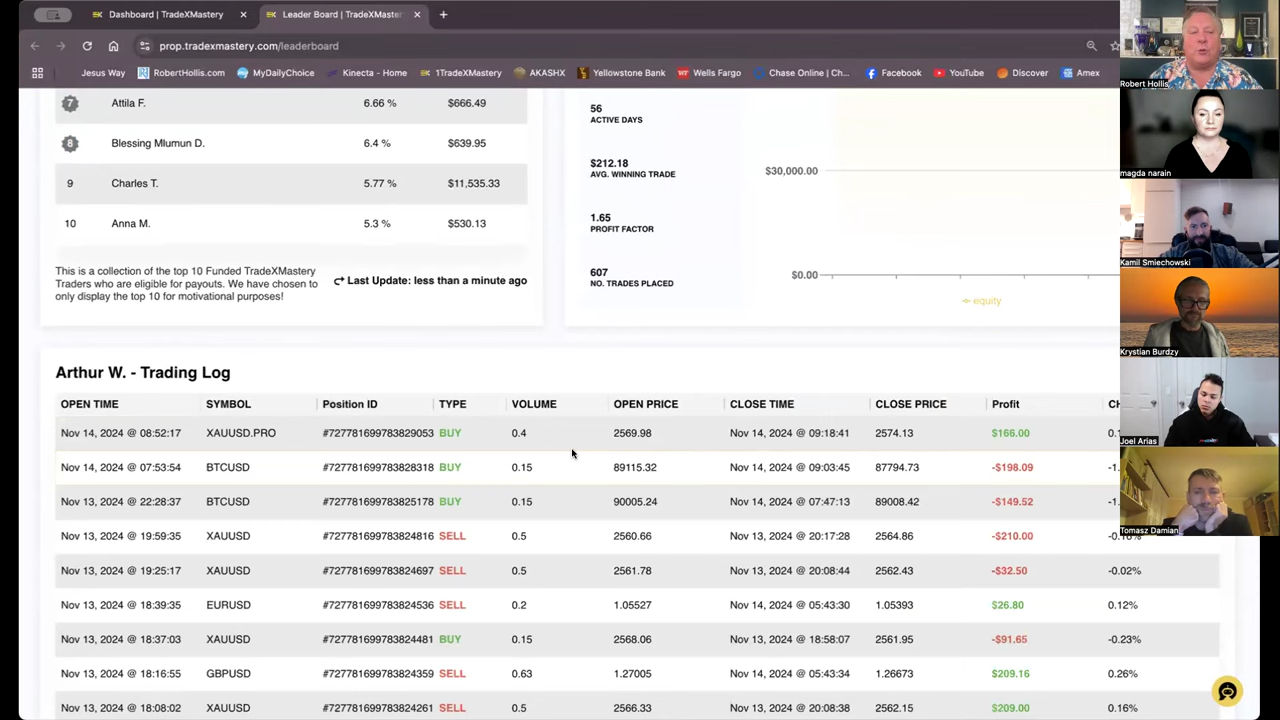 Dashboard | TradeXMastery
Leader Board | TradeXMaster
prop.tradexmastery.com/leaderboard
Jesus Way
RobertHollis.com
MyDailyChoice
Kinecta - Home
1TradeXMastery
AKASHX
Yellowstone Bank
Wells Fargo
Chase Online | Ch...
Facebook
YouTube
Discover
Amex
7 Attila F. 6.66 % $666.49
8 Blessing Mlumun D. 6.4 % $639.95
9 Charles T. 5.77 % $11,535.33
10 Anna M. 5.3 % $530.13
This is a collection of the top 10 Funded TradeXMastery
Traders who are eligible for payouts. We have chosen to
only display the top 10 for motivational purposes!
Last Update: less than a minute ago
56
ACTIVE DAYS
$212.18
AVG. WINNING TRADE
1.65
PROFIT FACTOR
607
NO. TRADES PLACED
$30,000.00
$0.00
equity
Arthur W. - Trading Log
OPEN TIME SYMBOL Position ID TYPE VOLUME OPEN PRICE CLOSE TIME CLOSE PRICE Profit
Nov 14, 2024 @ 08:52:17 XAUUSD.PRO #727781699783829053 BUY 0.4 2569.98 Nov 14, 2024 @ 09:18:41 2574.13 $166.00
Nov 14, 2024 @ 07:53:54 BTCUSD #727781699783828318 BUY 0.15 89115.32 Nov 14, 2024 @ 09:03:45 87794.73 -$198.09
Nov 13, 2024 @ 22:28:37 BTCUSD #727781699783825178 BUY 0.15 90005.24 Nov 14, 2024 @ 07:47:13 89008.42 -$149.52
Nov 13, 2024 @ 19:59:35 XAUUSD #727781699783824816 SELL 0.5 2560.66 Nov 13, 2024 @ 20:17:28 2564.86 -$210.00
Nov 13, 2024 @ 19:25:17 XAUUSD #727781699783824697 SELL 0.5 2561.78 Nov 13, 2024 @ 20:08:44 2562.43 -$32.50 -0.02%
Nov 13, 2024 @ 18:39:35 EURUSD #727781699783824536 SELL 0.2 1.05527 Nov 14, 2024 @ 05:43:30 1.05393 $26.80 0.12%
Nov 13, 2024 @ 18:37:03 XAUUSD #727781699783824481 BUY 0.15 2568.06 Nov 13, 2024 @ 18:58:07 2561.95 -$91.65 -0.23%
Nov 13, 2024 @ 18:16:55 GBPUSD #727781699783824359 SELL 0.63 1.27005 Nov 14, 2024 @ 05:43:34 1.26673 $209.16 0.26%
Nov 13, 2024 @ 18:08:02 XAUUSD #727781699783824261 SELL 0.5 2566.33 Nov 13, 2024 @ 20:08:38 2562.15 $209.00 0.16%
Robert Hollis
magda narain
Kamil Smiechowski
Krystian Burdzy
Joel Arias
Tomasz Damian